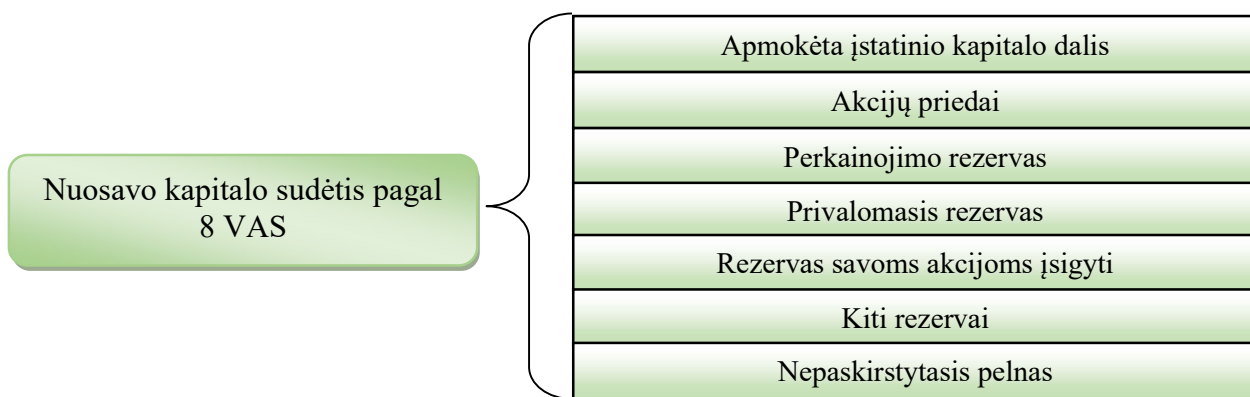 Nuosavo kapitalo sudėtis pagal
8 VAS
Apmokėta įstatinio kapitalo dalis
Akcijų priedai
Perkainojimo rezervas
Privalomasis rezervas
Rezervas savoms akcijoms įsigyti
Kiti rezervai
Nepaskirstytasis pelnas